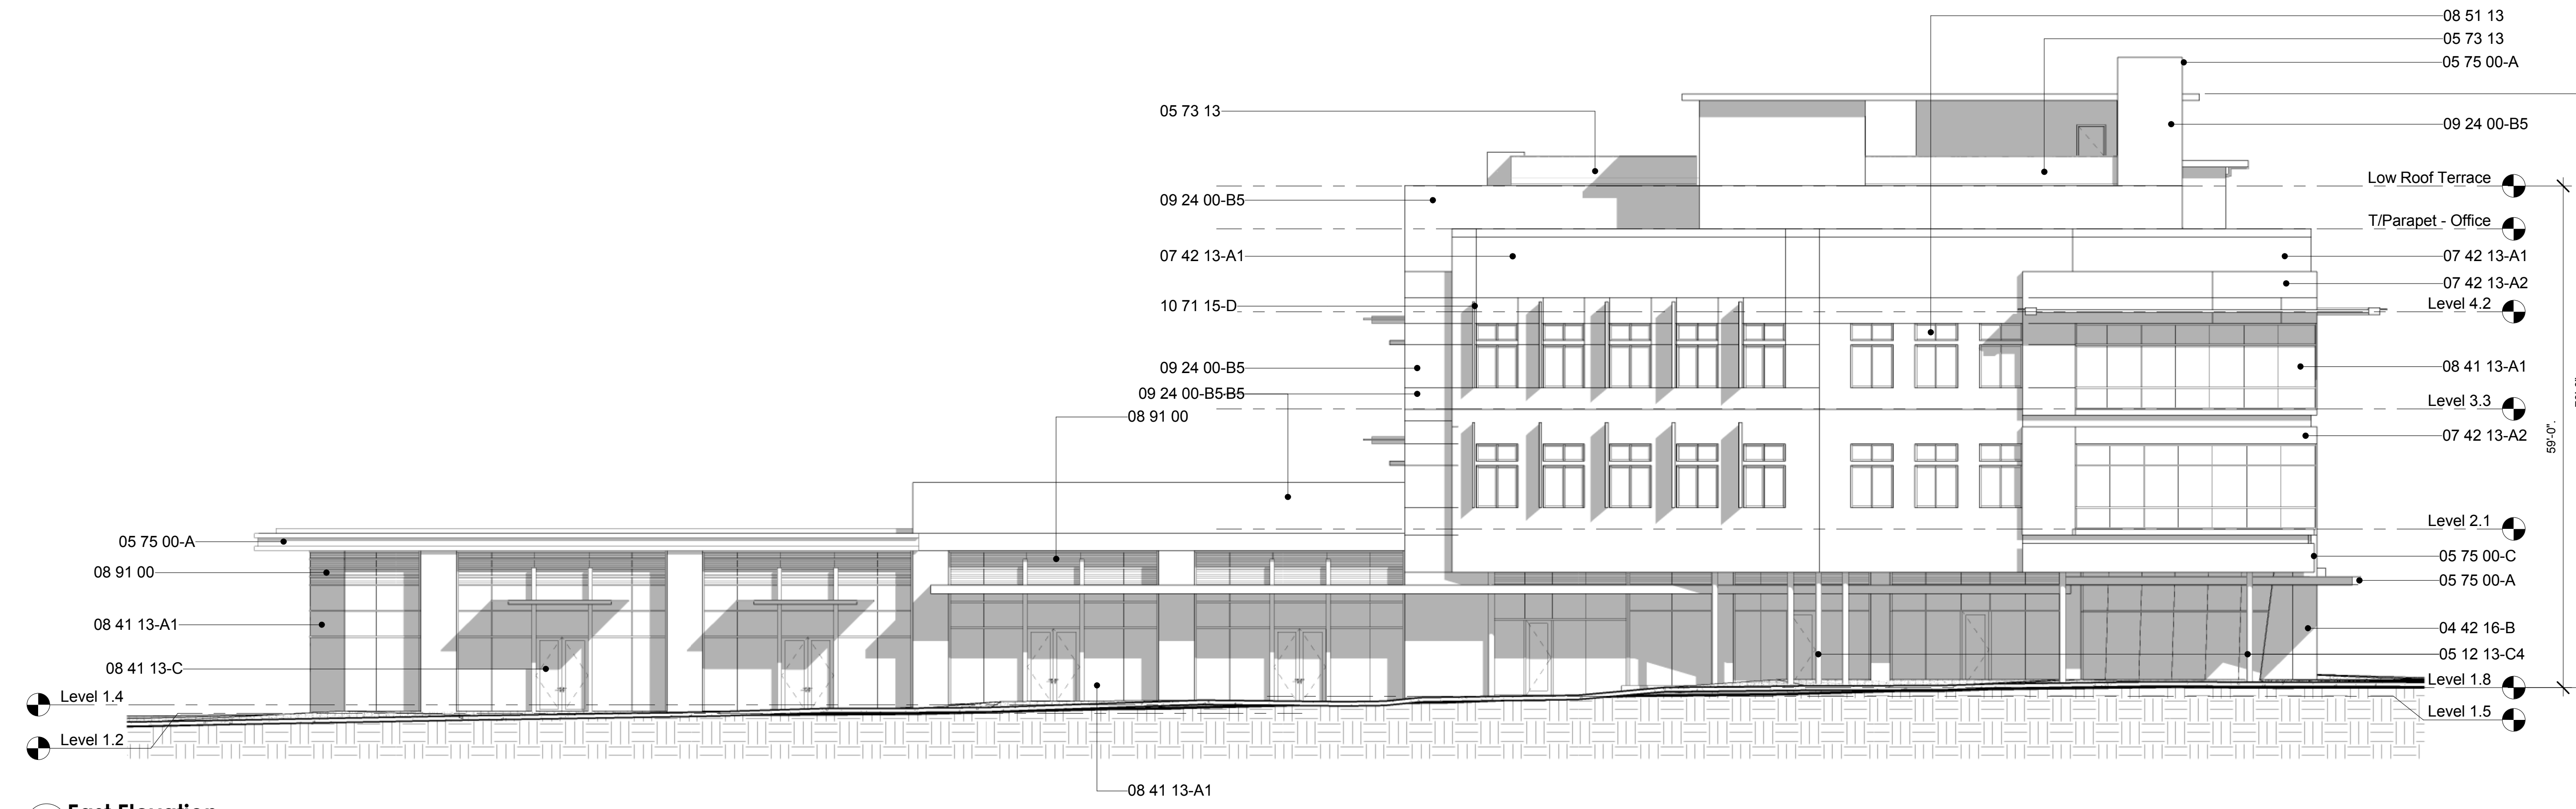 08 51 13
05 73 13
05 75 00-A
05 73 13
09 24 00-B5
Low Roof Terrace
09 24 00-B5
T/Parapet - Office
07 42 13-A1
07 42 13-A1
07 42 13-A2
10 71 15-D
Level 4.2
09 24 00-B5
08 41 13-A1
09 24 00-B5
Level 3.3
08 91 00
07 42 13-A2
59'-0".
Level 2.1
05 75 00-A
05 75 00-C
08 91 00
05 75 00-A
08 41 13-A1
04 42 16-B
08 41 13-C
05 12 13-C4
Level 1.8
Level 1.4
Level 1.5
Level 1.2
08 41 13-A1
East Elevation